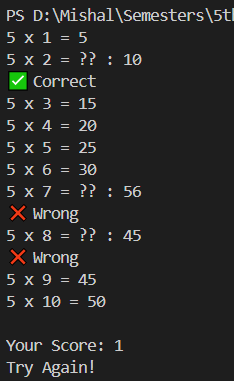 PS D:\Mishal\Semesters\5th
5 x 1 = 5
5 x 2 = ?? : 10
✅ Correct
5 x 3 = 15
5 x 4 = 20
5 x 5 = 25
5 x 6 = 30
5 x 7 = ?? : 56
❌ Wrong
5 x 8 = ?? : 45
❌ Wrong
5 x 9 = 45
5 x 10 = 50
Your Score: 1
Try Again!